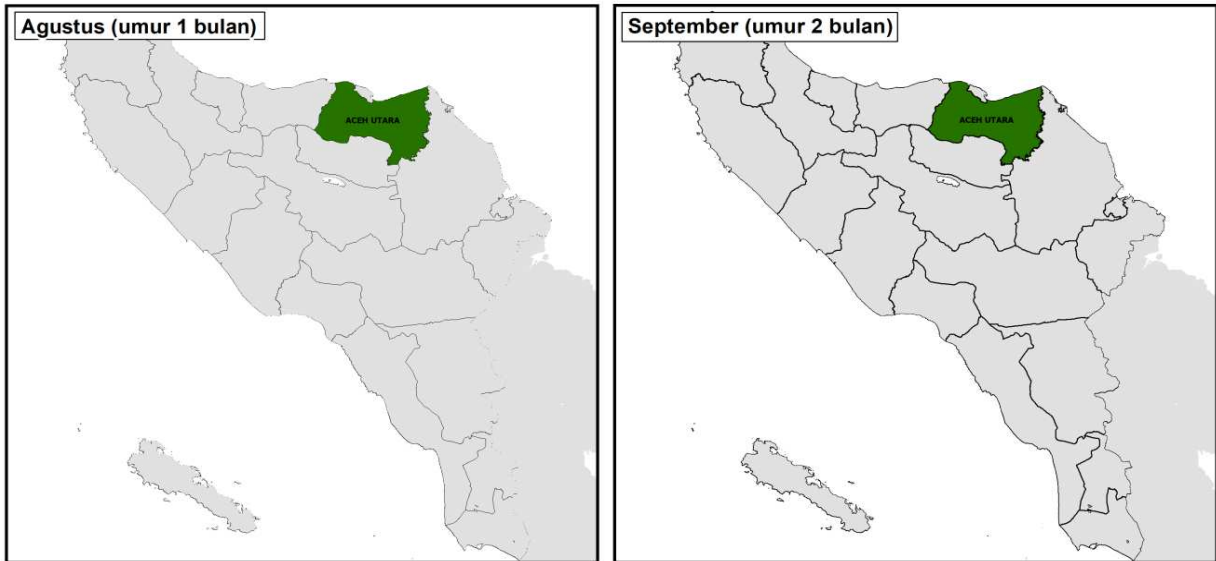 Agustus (umur 1 bulan)
ACEH UTARA
September (umur 2 bulan)
ACEH UTARA